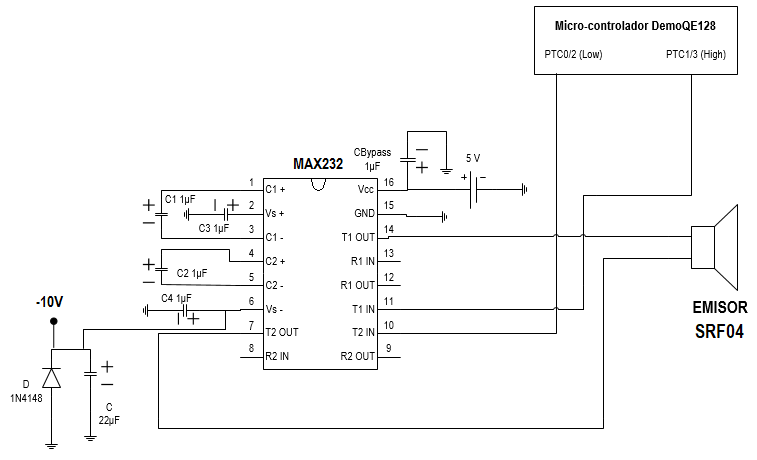 Micro-controlador DemoQE128
PTC0/2 (Low) PTC1/3 (High)
MAX232
CBypass
1µF
5 V
+ −
−
+
1 C1 + Vcc 16
+ C1 1µF
−
2 Vs + GND 15
| +
C3 1µF
3 C1 - T1 OUT 14
4 C2 + R1 IN 13
+
− C2 1µF
5 C2 - R1 OUT 12
C4 1µF
6 Vs - T1 IN 11
| +
7 T2 OUT T2 IN 10
8 R2 IN R2 OUT 9
EMISOR
SRF04
-10V
+
−
D
1N4148
C
22µF